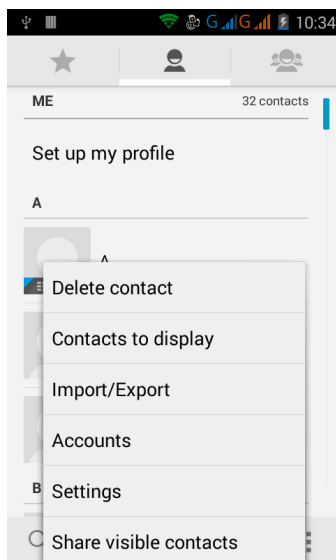 G G 10:34
ME 32 contacts
Set up my profile
A
A
Delete contact
Contacts to display
Import/Export
Accounts
B Settings
Share visible contacts